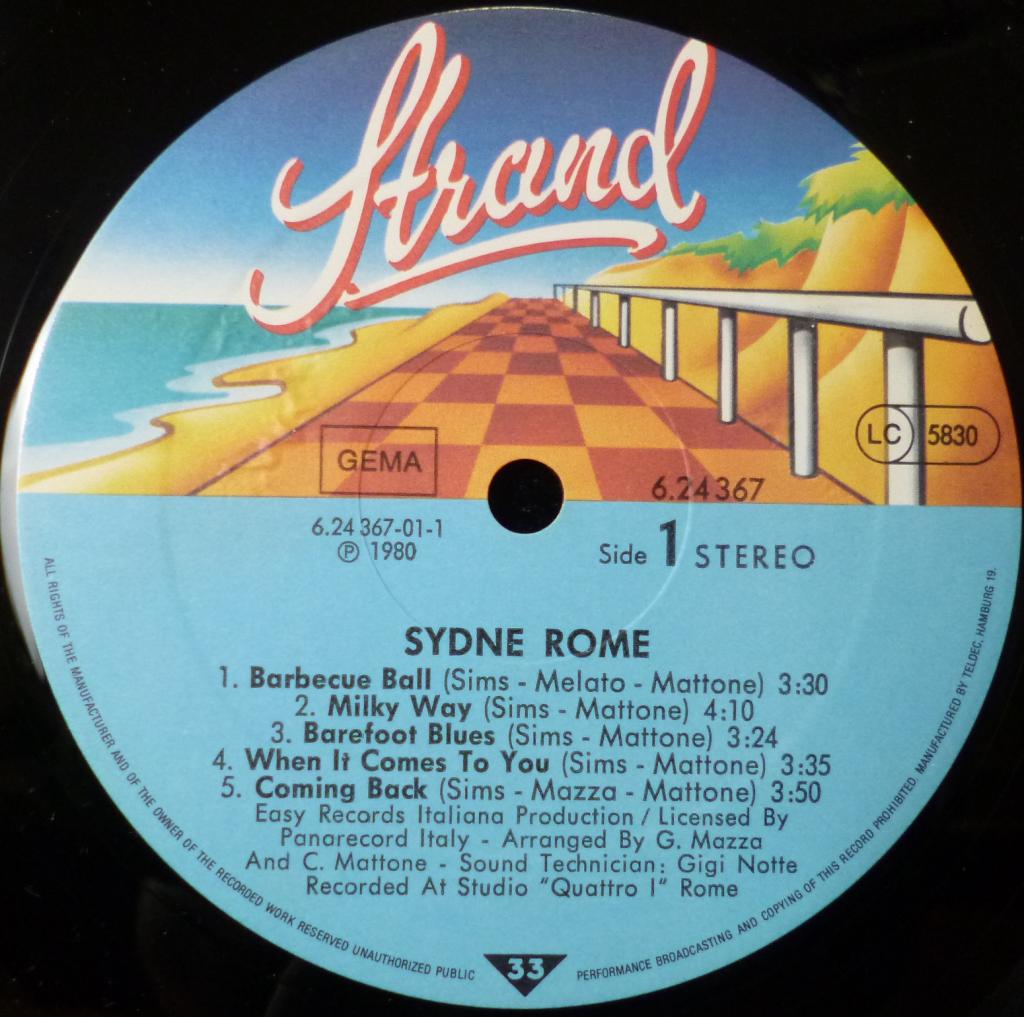 Strand
GEMA
LC 5830
6.24367
6.24 367-01-1
℗ 1980
Side 1 STEREO
SYDNE ROME
1. Barbecue Ball (Sims - Melato - Mattone) 3:30
2. Milky Way (Sims - Mattone) 4:10
3. Barefoot Blues (Sims - Mattone) 3:24
4. When It Comes To You (Sims - Mattone) 3:35
5. Coming Back (Sims - Mazza - Mattone) 3:50
Easy Records Italiana Production / Licensed By
Panarecord Italy - Arranged By G. Mazza
And C. Mattone - Sound Technician: Gigi Notte
Recorded At Studio "Quattro I" Rome
ALL RIGHTS OF THE MANUFACTURER AND OF THE OWNER OF THE RECORDED WORK RESERVED UNAUTHORIZED PUBLIC
33
PERFORMANCE BROADCASTING AND COPYING OF THIS RECORD PROHIBITED. MANUFACTURED BY TELDEC, HAMBURG 19.